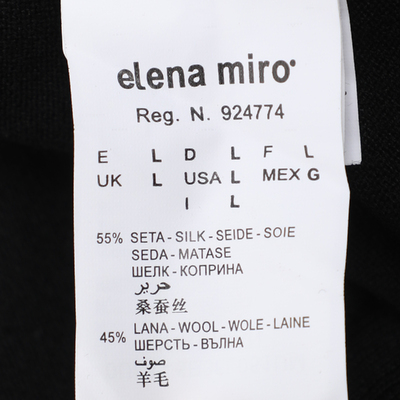 elena mirò
Reg. N. 924774
E L D L F L
UK L USA L MEX G
I L
55% SETA - SILK - SEIDE - SOIE
SEDA - MATASE
ШЕЛК - КОПРИНА
حرير
桑蚕丝
45% LANA - WOOL - WOLE - LAINE
ШЕРСТЬ - ВЪЛНА
صوف
羊毛